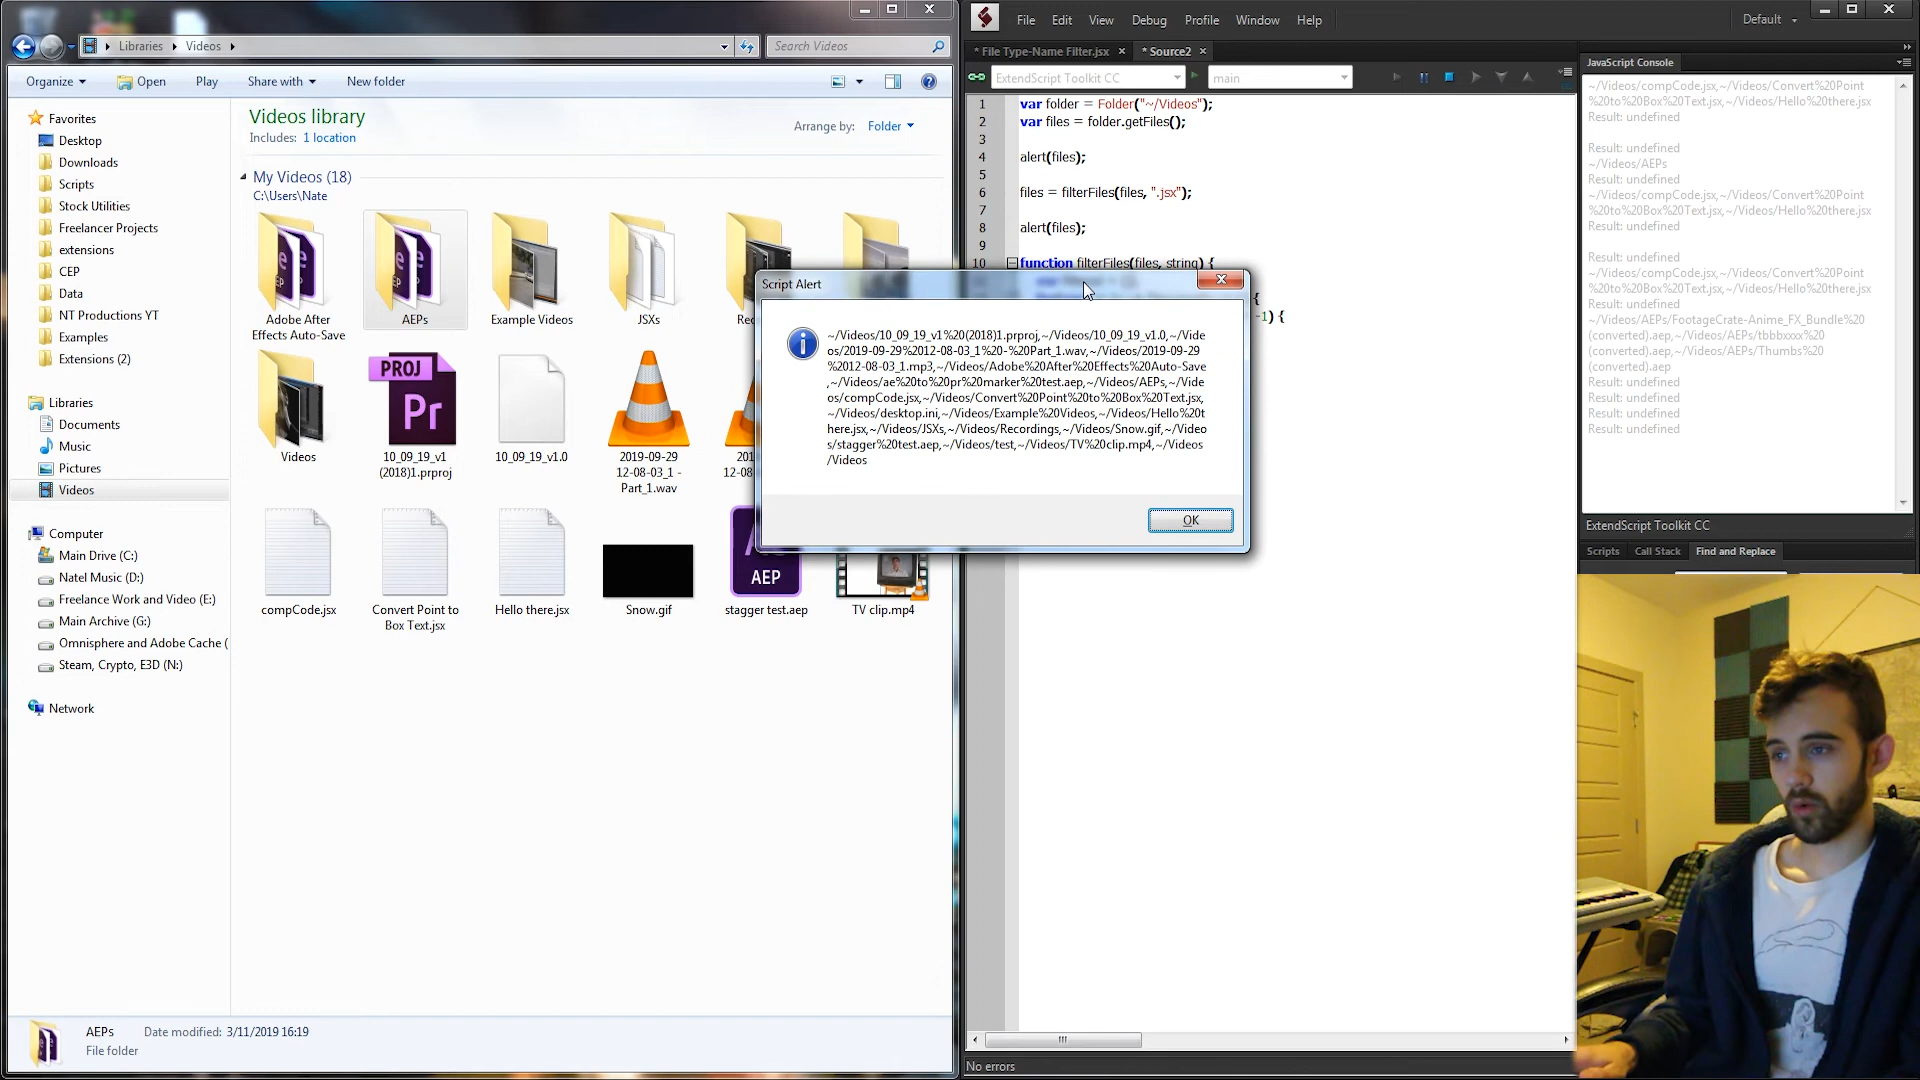 Libraries
Videos
Search Videos
Organize
Open
Play
Share with
New folder
Favorites
Desktop
Downloads
Scripts
Stock Utilities
Freelancer Projects
extensions
CEP
Data
NT Productions YT
Examples
Extensions (2)
Libraries
Documents
Music
Pictures
Videos
Computer
Main Drive (C:)
Natel Music (D:)
Freelance Work and Video (E:)
Main Archive (G:)
Omnisphere and Adobe Cache (
Steam, Crypto, E3D (N:)
Network
Videos library
Includes: 1 location
Arrange by: Folder
My Videos (18)
C:\Users\Nate
Adobe After
Effects Auto-Save
AEPs
Example Videos
JSXs
Videos
PROJ
Pr
10_09_19_v1
(2018)1.prproj
10_09_19_v1.0
2019-09-29
12-08-03_1 -
Part_1.wav
compCode.jsx
Convert Point to
Box Text.jsx
Hello there.jsx
Snow.gif
AEP
stagger test.aep
TV clip.mp4
AEPs
Date modified: 3/11/2019 16:19
File folder
File
Edit
View
Debug
Profile
Window
Help
Default
* File Type-Name Filter.jsx
* Source2
ExtendScript Toolkit CC
main
1 var folder = Folder("~/Videos");
2 var files = folder.getFiles();
3
4 alert(files);
5
6 files = filterFiles(files, ".jsx");
7
8 alert(files);
9
10 function filterFiles(files, string) {
{
-1) {
Script Alert
~/Videos/10_09_19_v1%20(2018)1.prproj,~/Videos/10_09_19_v1.0,~/Vide
os/2019-09-29%2012-08-03_1%20-%20Part_1.wav,~/Videos/2019-09-29
%2012-08-03_1.mp3,~/Videos/Adobe%20After%20Effects%20Auto-Save
,~/Videos/ae%20to%20pr%20marker%20test.aep,~/Videos/AEPs,~/Vide
os/compCode.jsx,~/Videos/Convert%20Point%20to%20Box%20Text.jsx,
~/Videos/desktop.ini,~/Videos/Example%20Videos,~/Videos/Hello%20t
here.jsx,~/Videos/JSXs,~/Videos/Recordings,~/Videos/Snow.gif,~/Video
s/stagger%20test.aep,~/Videos/test,~/Videos/TV%20clip.mp4,~/Videos
/Videos
OK
No errors
JavaScript Console
~/Videos/compCode.jsx,~/Videos/Convert%20Point
%20to%20Box%20Text.jsx,~/Videos/Hello%20there.jsx
Result: undefined
Result: undefined
~/Videos/AEPs
Result: undefined
~/Videos/compCode.jsx,~/Videos/Convert%20Point
%20to%20Box%20Text.jsx,~/Videos/Hello%20there.jsx
Result: undefined
Result: undefined
~/Videos/compCode.jsx,~/Videos/Convert%20Point
%20to%20Box%20Text.jsx,~/Videos/Hello%20there.jsx
Result: undefined
~/Videos/AEPs/FootageCrate-Anime_FX_Bundle%20
(converted).aep,~/Videos/AEPs/tbbbxxxx%20
(converted).aep,~/Videos/AEPs/Thumbs%20
(converted).aep
Result: undefined
Result: undefined
Result: undefined
Result: undefined
ExtendScript Toolkit CC
Scripts
Call Stack
Find and Replace